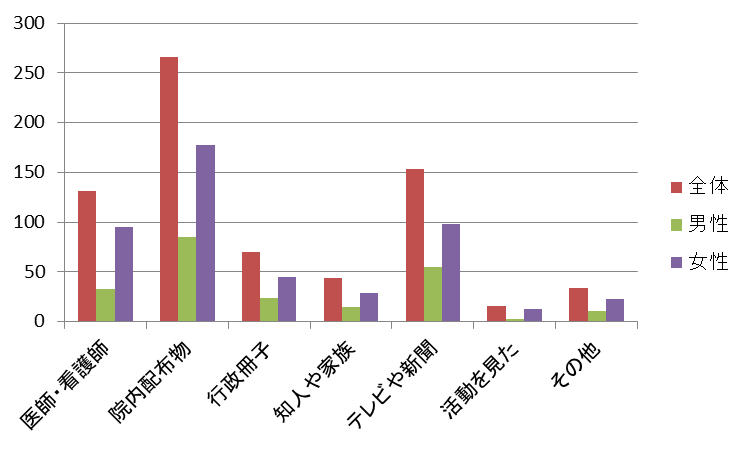 300
250
200
150
100
50
0
医師・看護師
院内配布物
行政冊子
知人や家族
テレビや新聞
活動を見た
その他
全体
男性
女性